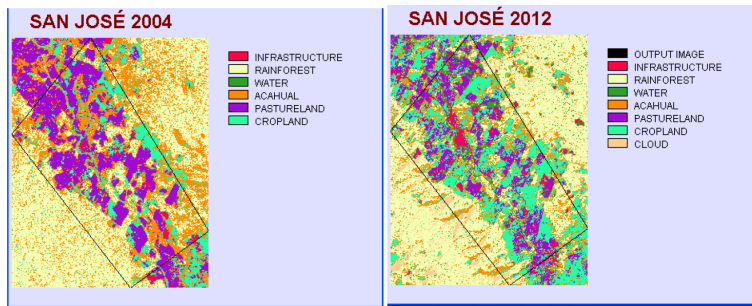 SAN JOSÉ 2004
INFRASTRUCTURE
RAINFOREST
WATER
ACAHUAL
PASTURELAND
CROPLAND
SAN JOSÉ 2012
OUTPUT IMAGE
INFRASTRUCTURE
RAINFOREST
WATER
ACAHUAL
PASTURELAND
CROPLAND
CLOUD